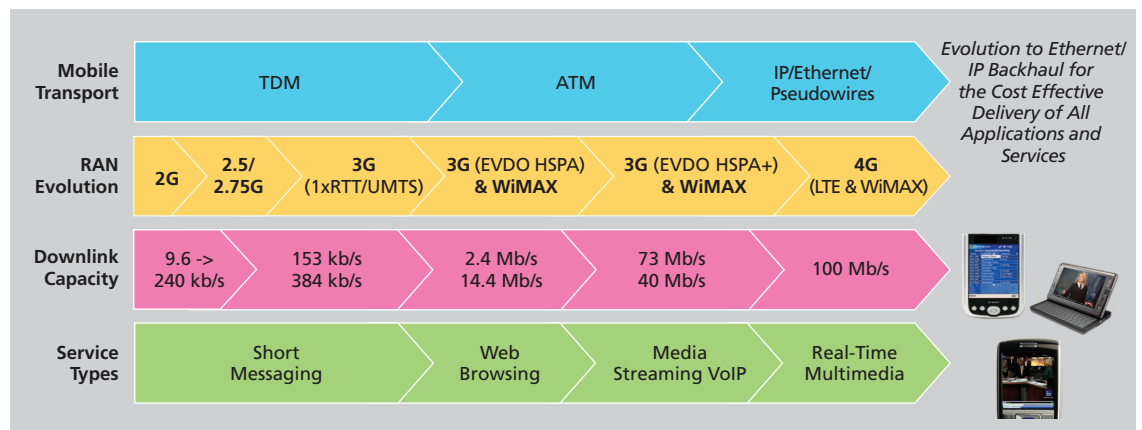 Mobile
Transport
TDM
ATM
IP/Ethernet/
Pseudowires
Evolution to Ethernet/
IP Backhaul for
the Cost Effective
Delivery of All
Applications and
Services
RAN
Evolution
2G
2.5/
2.75G
3G
(1xRTT/UMTS)
3G (EVDO HSPA)
& WiMAX
3G (EVDO HSPA+)
& WiMAX
4G
(LTE & WiMAX)
Downlink
Capacity
9.6 ->
240 kb/s
153 kb/s
384 kb/s
2.4 Mb/s
14.4 Mb/s
73 Mb/s
40 Mb/s
100 Mb/s
Service
Types
Short
Messaging
Web
Browsing
Media
Streaming VoIP
Real-Time
Multimedia